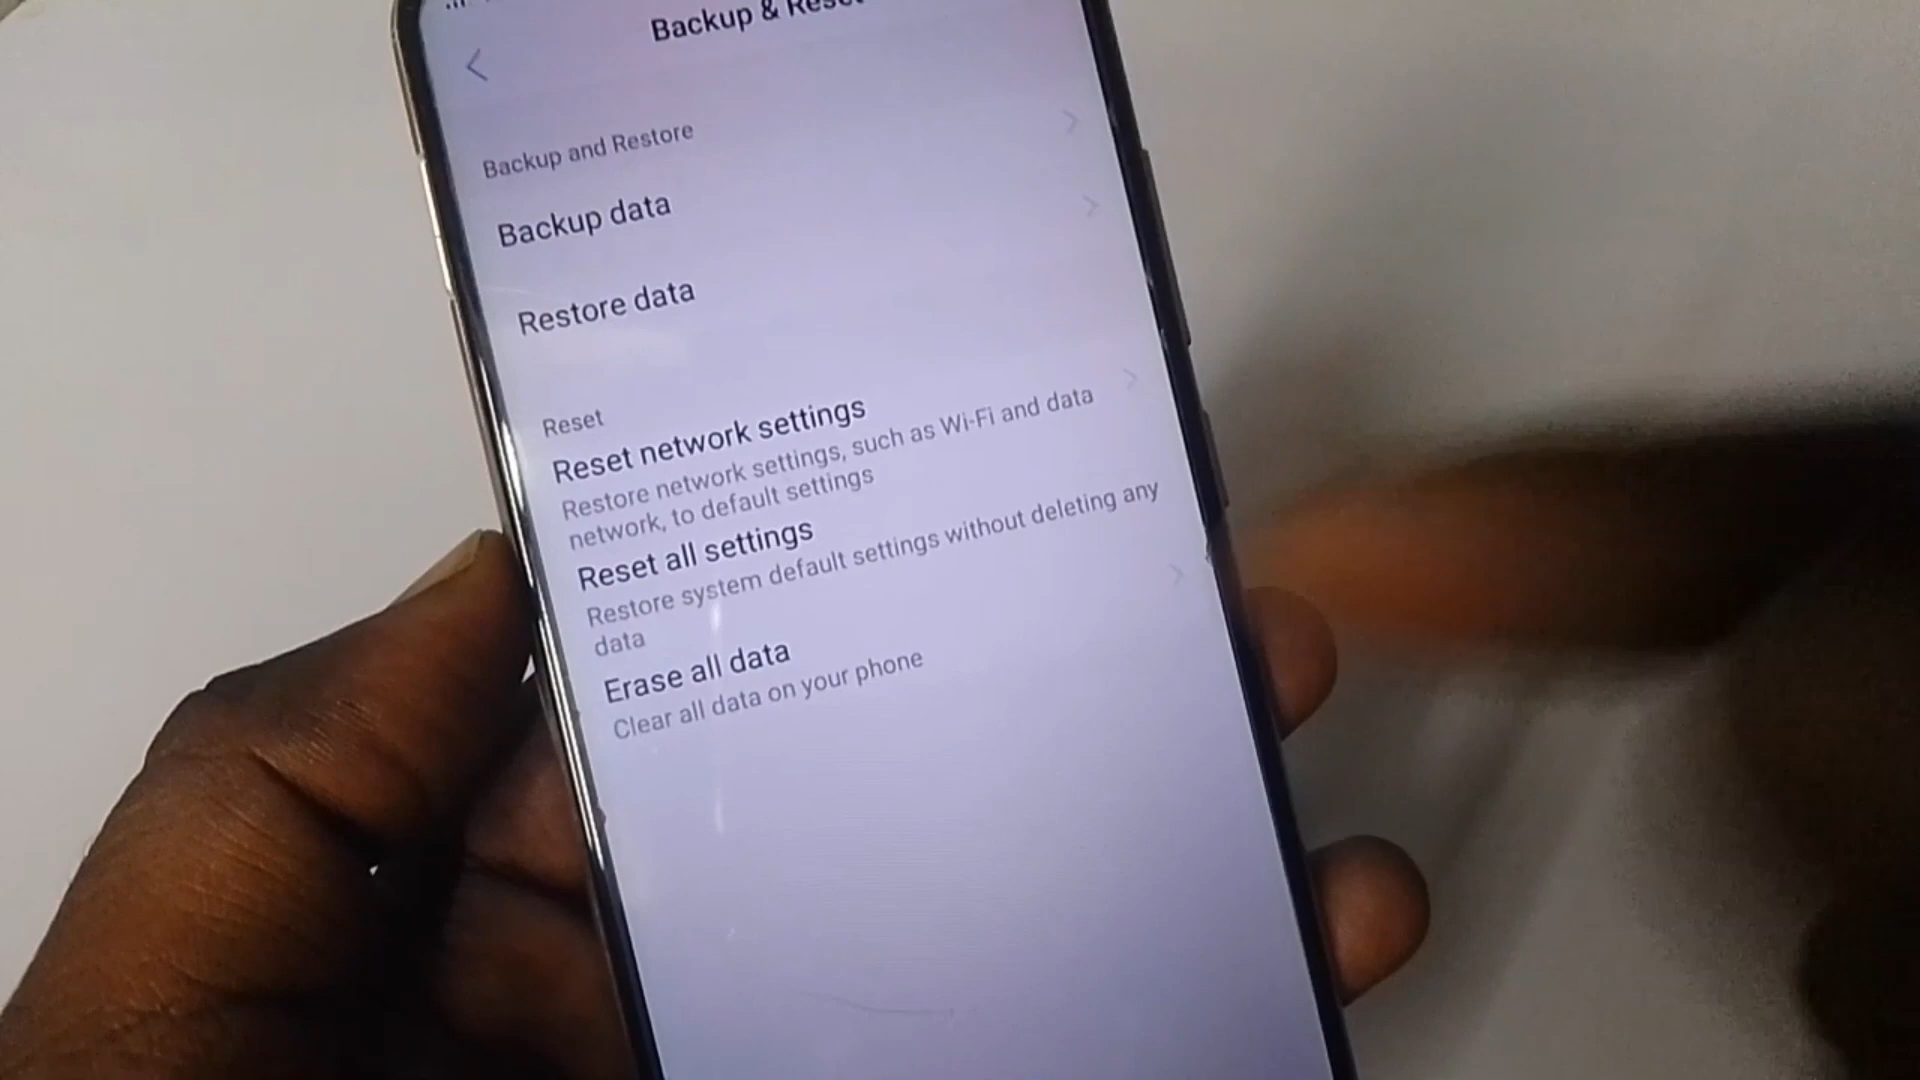 Backup & Reset
Backup and Restore
Backup data
Restore data
Reset
Reset network settings
Restore network settings, such as Wi-Fi and data
network, to default settings
Reset all settings
Restore system default settings without deleting any
data
Erase all data
Clear all data on your phone